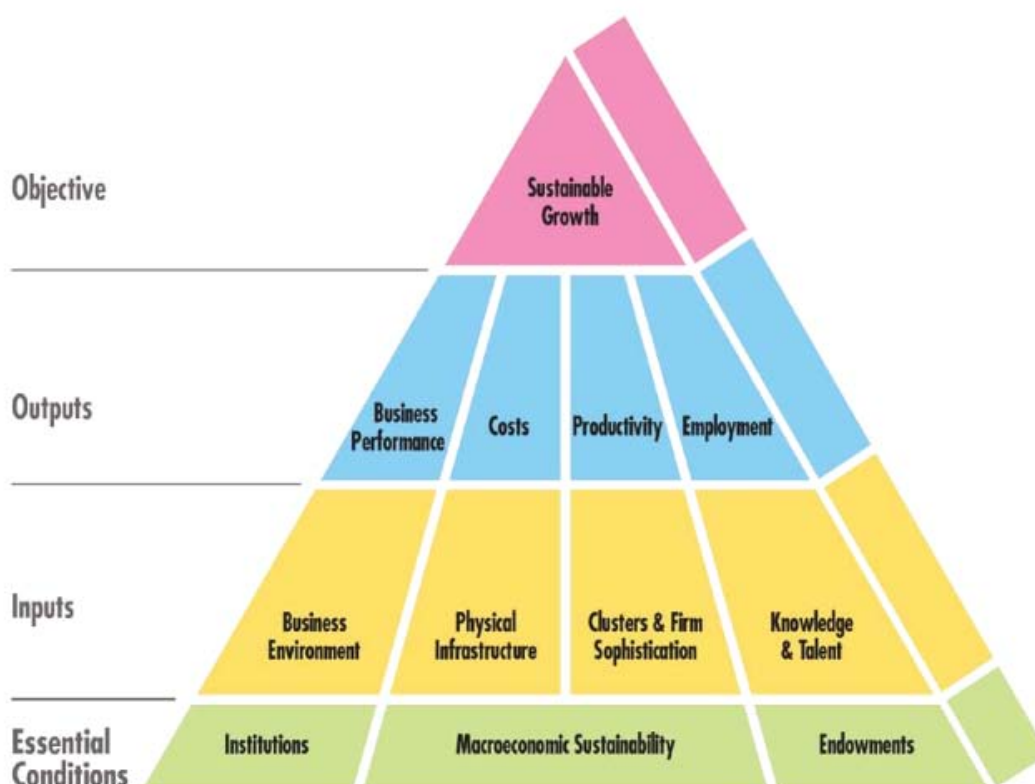 Objective
Sustainable
Growth
Outputs
Business
Performance
Costs
Productivity
Employment
Inputs
Business
Environment
Physical
Infrastructure
Clusters & Firm
Sophistication
Knowledge
& Talent
Essential
Conditions
Institutions
Macroeconomic Sustainability
Endowments